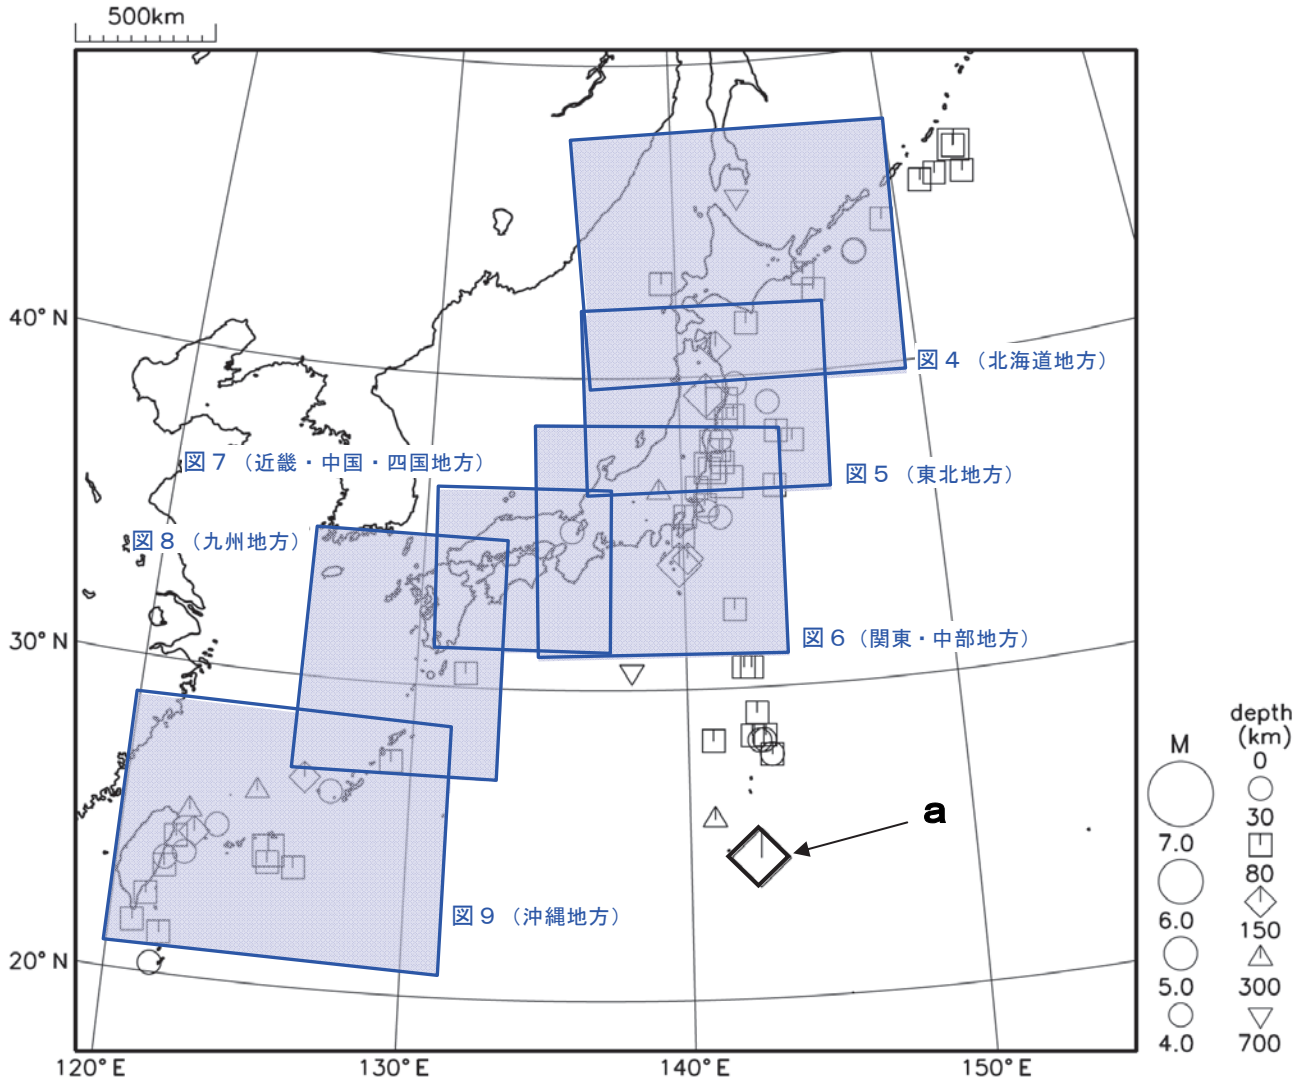 500km
40°N
図4（北海道地方）
図7（近畿・中国・四国地方）
図5（東北地方）
図8（九州地方）
30°N
図6（関東・中部地方）
depth
(km)
M
0
a
30
7.0
80
図9（沖縄地方）
6.0
150
20°N
5.0
300
4.0
700
120°E
130°E
140°E
150°E